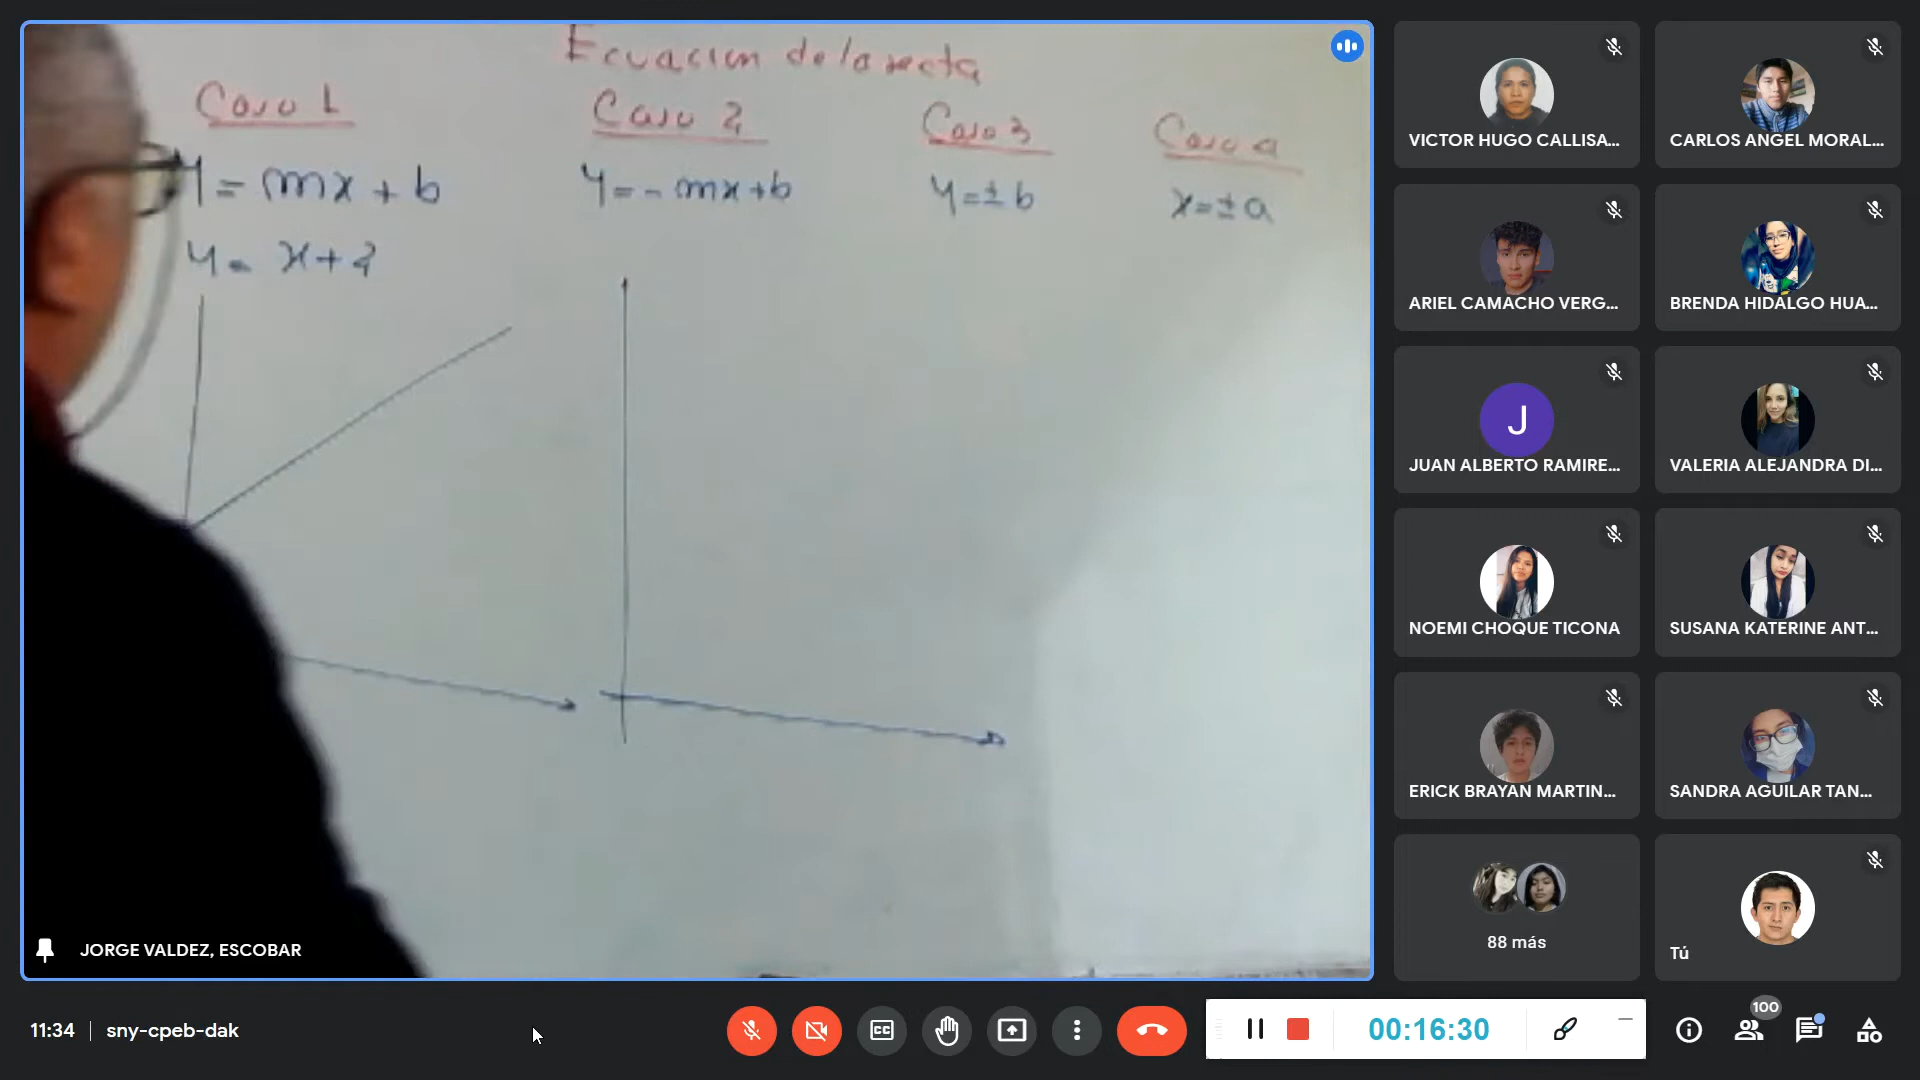 Ecuacion de la recta
Caso 1
Caso 2
Caso 3
Caso 4
y = mx + b
y = - mx + b
y = ± b
x = ± a
y = x + 2
JORGE VALDEZ, ESCOBAR
VICTOR HUGO CALLISA...
CARLOS ANGEL MORAL...
ARIEL CAMACHO VERG...
BRENDA HIDALGO HUA...
J
JUAN ALBERTO RAMIRE...
VALERIA ALEJANDRA DI...
NOEMI CHOQUE TICONA
SUSANA KATERINE ANT...
ERICK BRAYAN MARTIN...
SANDRA AGUILAR TAN...
88 más
Tú
11:34 | sny-cpeb-dak
CC
00:16:30
100